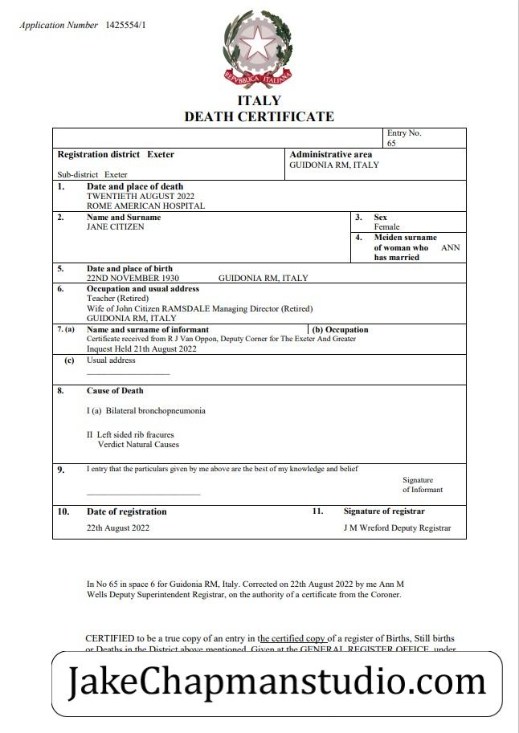 Application Number 1425554/1
REPVBBLICA ITALIANA
ITALY
DEATH CERTIFICATE
Entry No.
65
Registration district Exeter
Administrative area
GUIDONIA RM, ITALY
Sub-district Exeter
1. Date and place of death
TWENTIETH AUGUST 2022
ROME AMERICAN HOSPITAL
2. Name and Surname
JANE CITIZEN
3. Sex
Female
4. Meiden surname
of woman who ANN
has married
5. Date and place of birth
22ND NOVEMBER 1930 GUIDONIA RM, ITALY
6. Occupation and usual address
Teacher (Retired)
Wife of John Citizen RAMSDALE Managing Director (Retired)
GUIDONIA RM, ITALY
7. (a) Name and surname of informant (b) Occupation
Certificate received from R J Van Oppon, Deputy Corner for The Exeter And Greater
Inquest Held 21th August 2022
(c) Usual address
8. Cause of Death
I (a) Bilateral bronchopneumonia
II Left sided rib fracures
Verdict Natural Causes
9. I entry that the particulars given by me above are the best of my knowledge and belief
Signature
of Informant
10. Date of registration
22th August 2022
11. Signature of registrar
J M Wreford Deputy Registrar
In No 65 in space 6 for Guidonia RM, Italy. Corrected on 22th August 2022 by me Ann M
Wells Deputy Superintendent Registrar, on the authority of a certificate from the Coroner.
CERTIFIED to be a true copy of an entry in the certified copy of a register of Births, Still births
or Deaths in the District above mentioned. Given at the GENERAL REGISTER OFFICE, under
JakeChapmanstudio.com